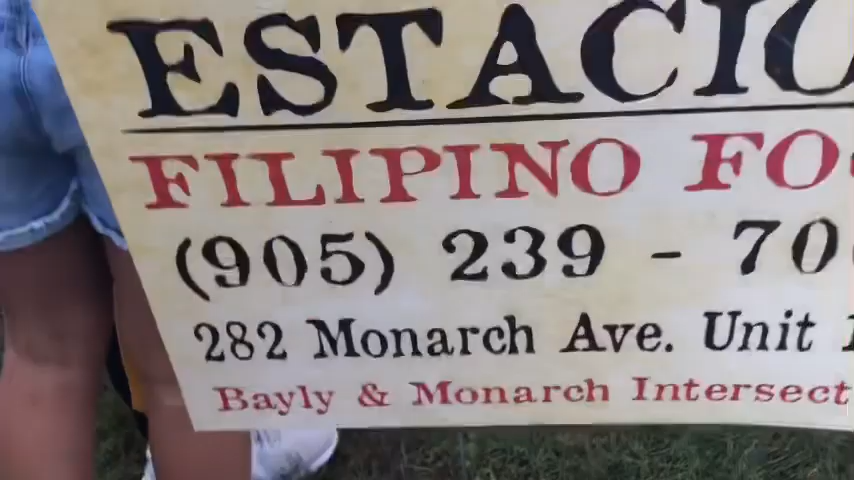 ESTACIO
FILIPINO FO
(905) 239 - 70
282 Monarch Ave. Unit
Bayly & Monarch Intersect